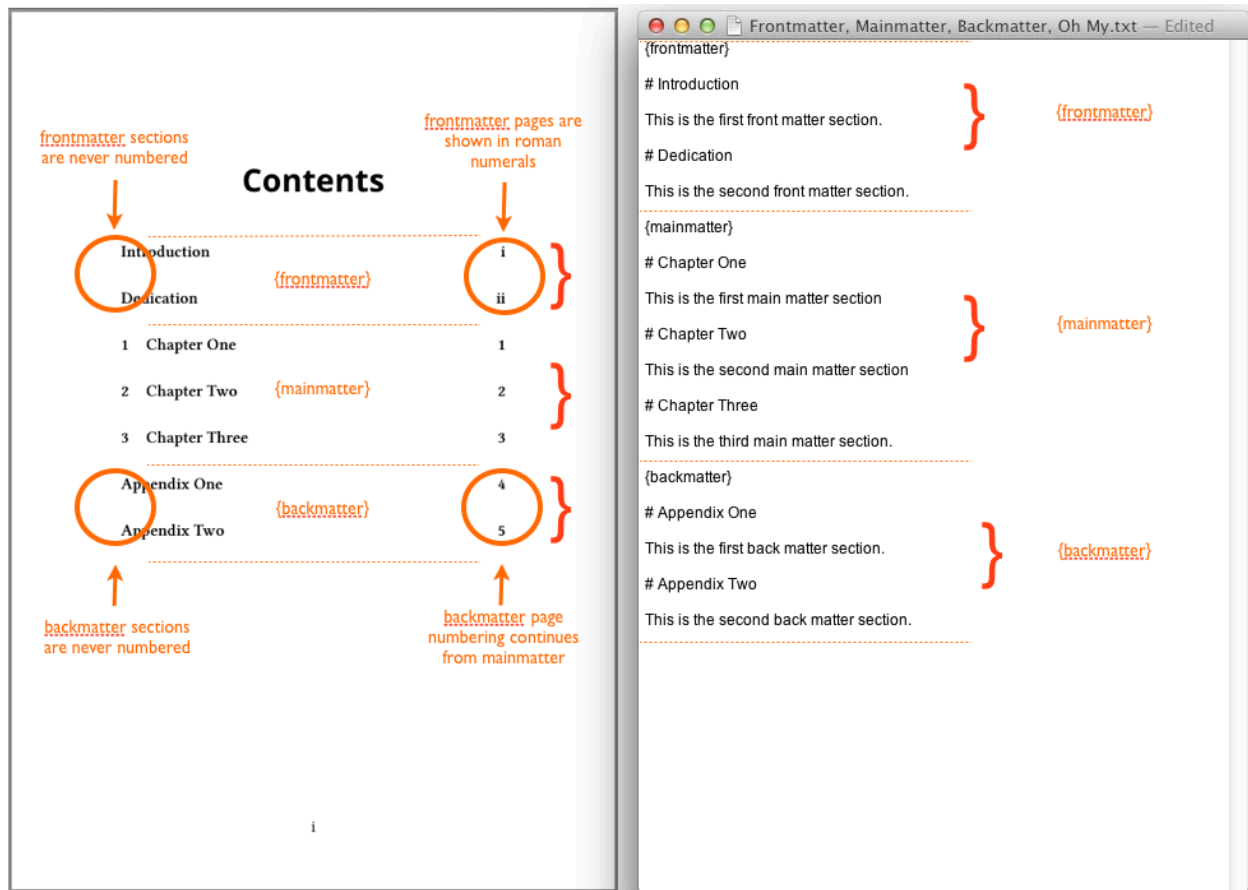 frontmatter sections
are never numbered
frontmatter pages are
shown in roman
numerals
Contents
Introduction i
{frontmatter}
Dedication ii
1 Chapter One 1
2 Chapter Two {mainmatter} 2
3 Chapter Three 3
Appendix One 4
{backmatter}
Appendix Two 5
backmatter sections
are never numbered
backmatter page
numbering continues
from mainmatter
i
Frontmatter, Mainmatter, Backmatter, Oh My.txt — Edited
{frontmatter}
# Introduction
{frontmatter}
This is the first front matter section.
# Dedication
This is the second front matter section.
{mainmatter}
# Chapter One
This is the first main matter section
{mainmatter}
# Chapter Two
This is the second main matter section
# Chapter Three
This is the third main matter section.
{backmatter}
# Appendix One
This is the first back matter section.
{backmatter}
# Appendix Two
This is the second back matter section.